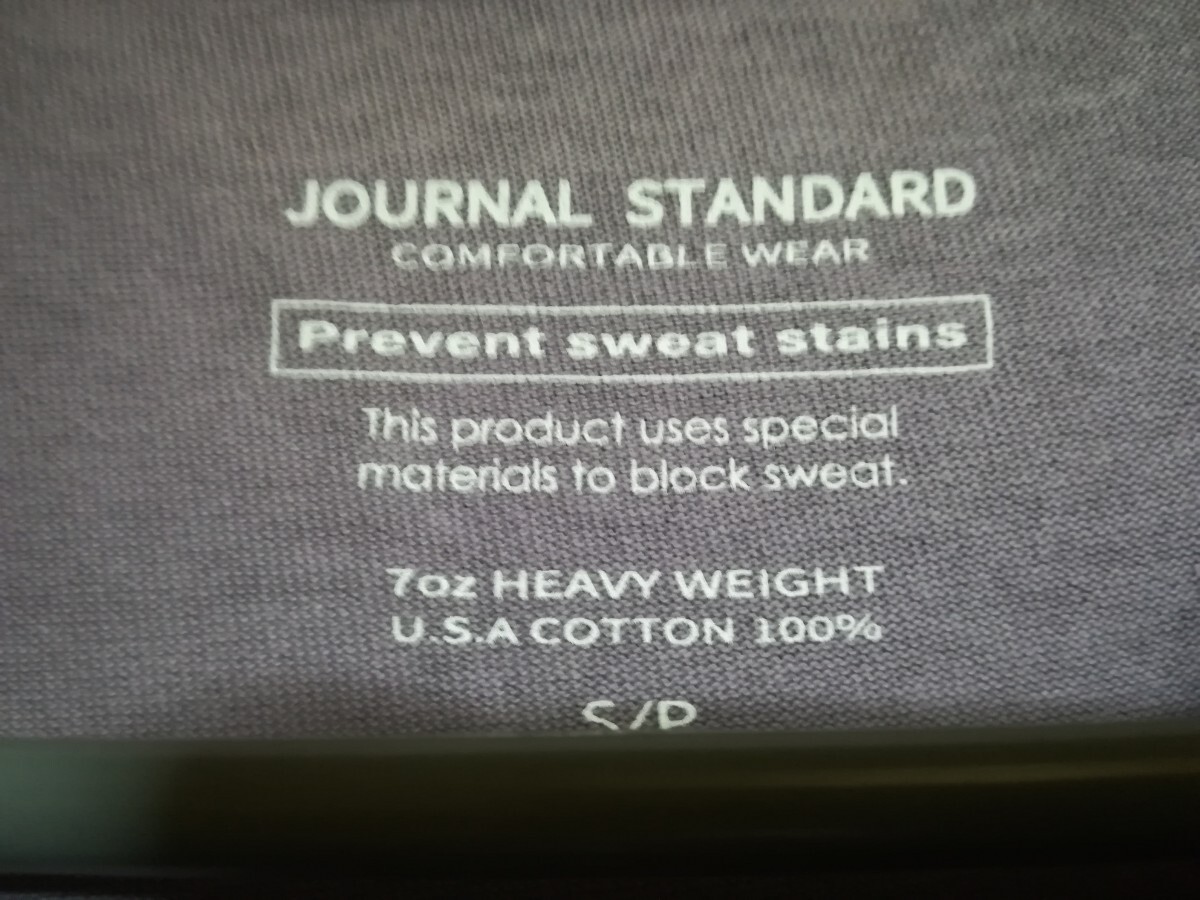 JOURNAL STANDARD
COMFORTABLE WEAR
Prevent sweat stains
This product uses special
materials to block sweat.
7oz HEAVY WEIGHT
U.S.A COTTON 100%
S/P